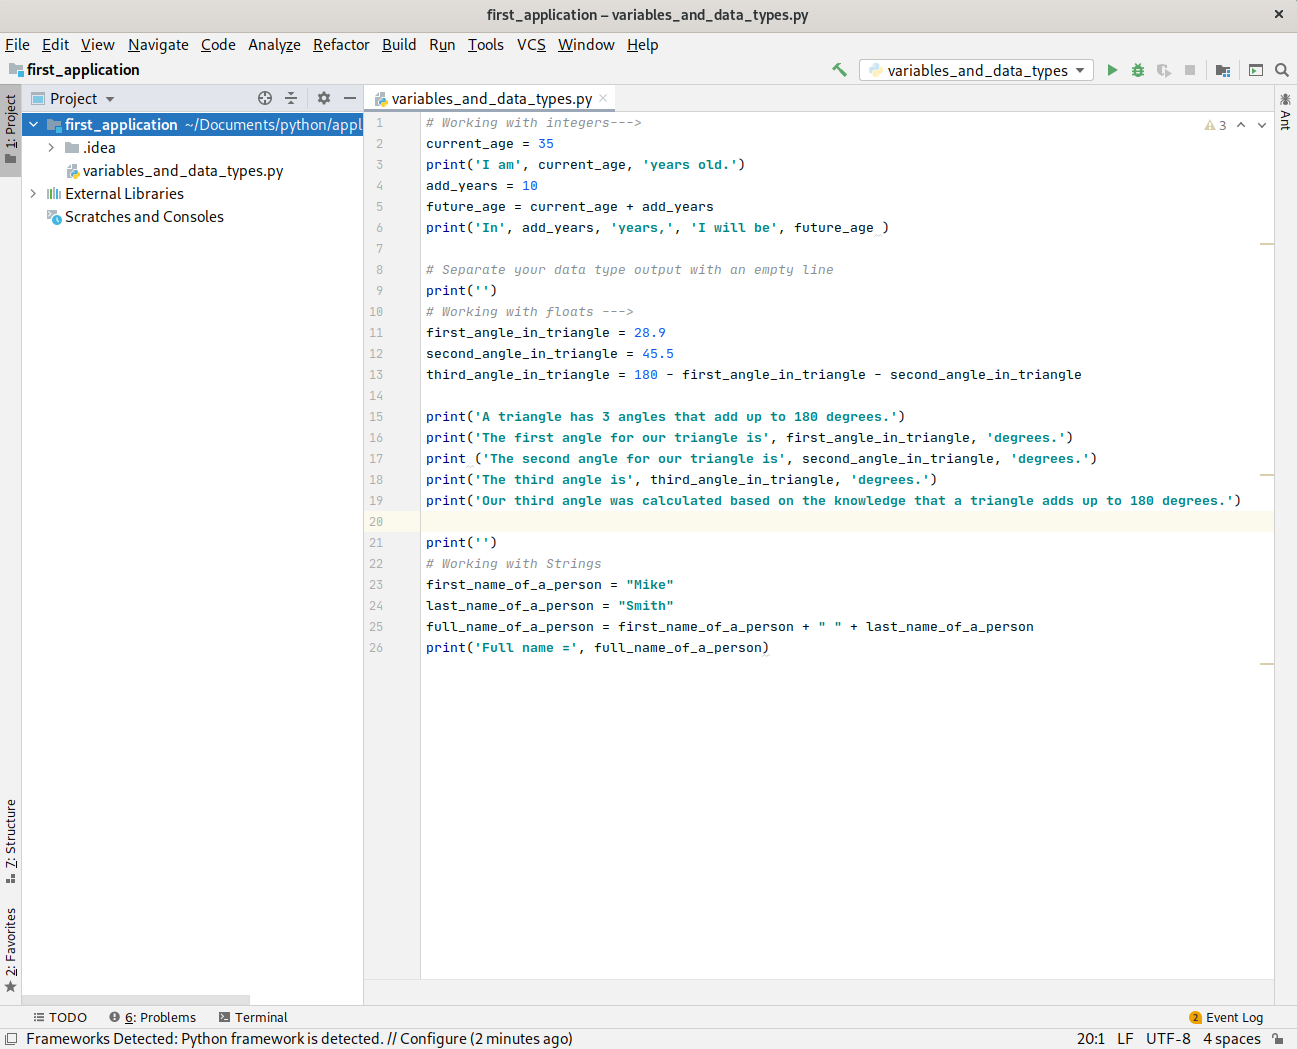 first_application – variables_and_data_types.py
File Edit View Navigate Code Analyze Refactor Build Run Tools VCS Window Help
first_application
variables_and_data_types
1: Project
Project
first_application ~/Documents/python/appl
.idea
variables_and_data_types.py
External Libraries
Scratches and Consoles
7: Structure
2: Favorites
variables_and_data_types.py
3
Ant
1 # Working with integers--->
2 current_age = 35
3 print('I am', current_age, 'years old.')
4 add_years = 10
5 future_age = current_age + add_years
6 print('In', add_years, 'years,', 'I will be', future_age )
7
8 # Separate your data type output with an empty line
9 print('')
10 # Working with floats --->
11 first_angle_in_triangle = 28.9
12 second_angle_in_triangle = 45.5
13 third_angle_in_triangle = 180 - first_angle_in_triangle - second_angle_in_triangle
14
15 print('A triangle has 3 angles that add up to 180 degrees.')
16 print('The first angle for our triangle is', first_angle_in_triangle, 'degrees.')
17 print ('The second angle for our triangle is', second_angle_in_triangle, 'degrees.')
18 print('The third angle is', third_angle_in_triangle, 'degrees.')
19 print('Our third angle was calculated based on the knowledge that a triangle adds up to 180 degrees.')
20
21 print('')
22 # Working with Strings
23 first_name_of_a_person = "Mike"
24 last_name_of_a_person = "Smith"
25 full_name_of_a_person = first_name_of_a_person + " " + last_name_of_a_person
26 print('Full name =', full_name_of_a_person)
TODO 6: Problems Terminal 2 Event Log
Frameworks Detected: Python framework is detected. // Configure (2 minutes ago) 20:1 LF UTF-8 4 spaces